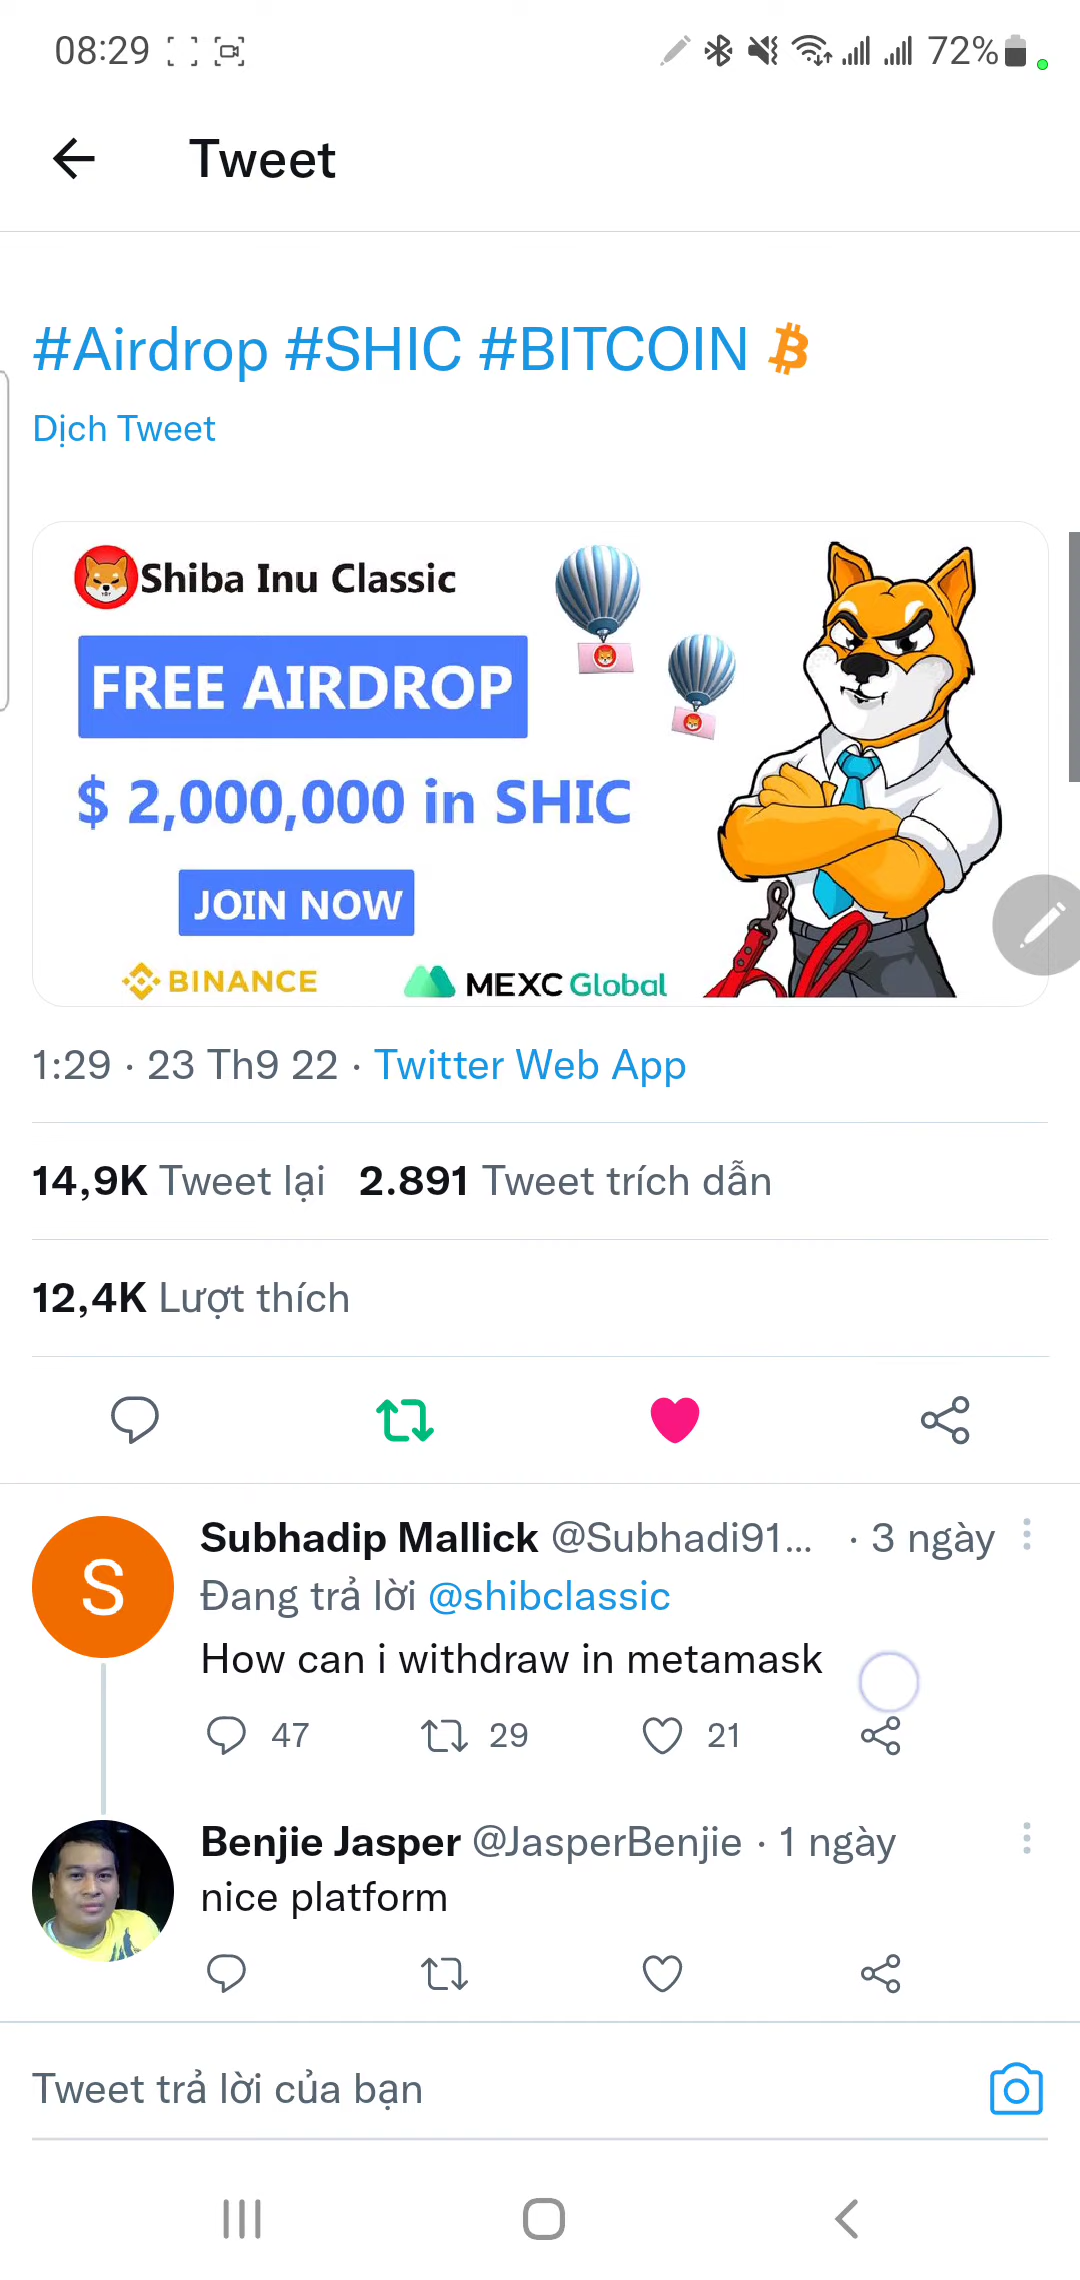 08:29 72%
Tweet
#Airdrop #SHIC #BITCOIN
Dịch Tweet
Shiba Inu Classic
FREE AIRDROP
$ 2,000,000 in SHIC
JOIN NOW
BINANCE MEXC Global
1:29 · 23 Th9 22 · Twitter Web App
14,9K Tweet lại 2.891 Tweet trích dẫn
12,4K Lượt thích
S
Subhadip Mallick @Subhadi91... · 3 ngày
Đang trả lời @shibclassic
How can i withdraw in metamask
47 29 21
Benjie Jasper @JasperBenjie · 1 ngày
nice platform
Tweet trả lời của bạn